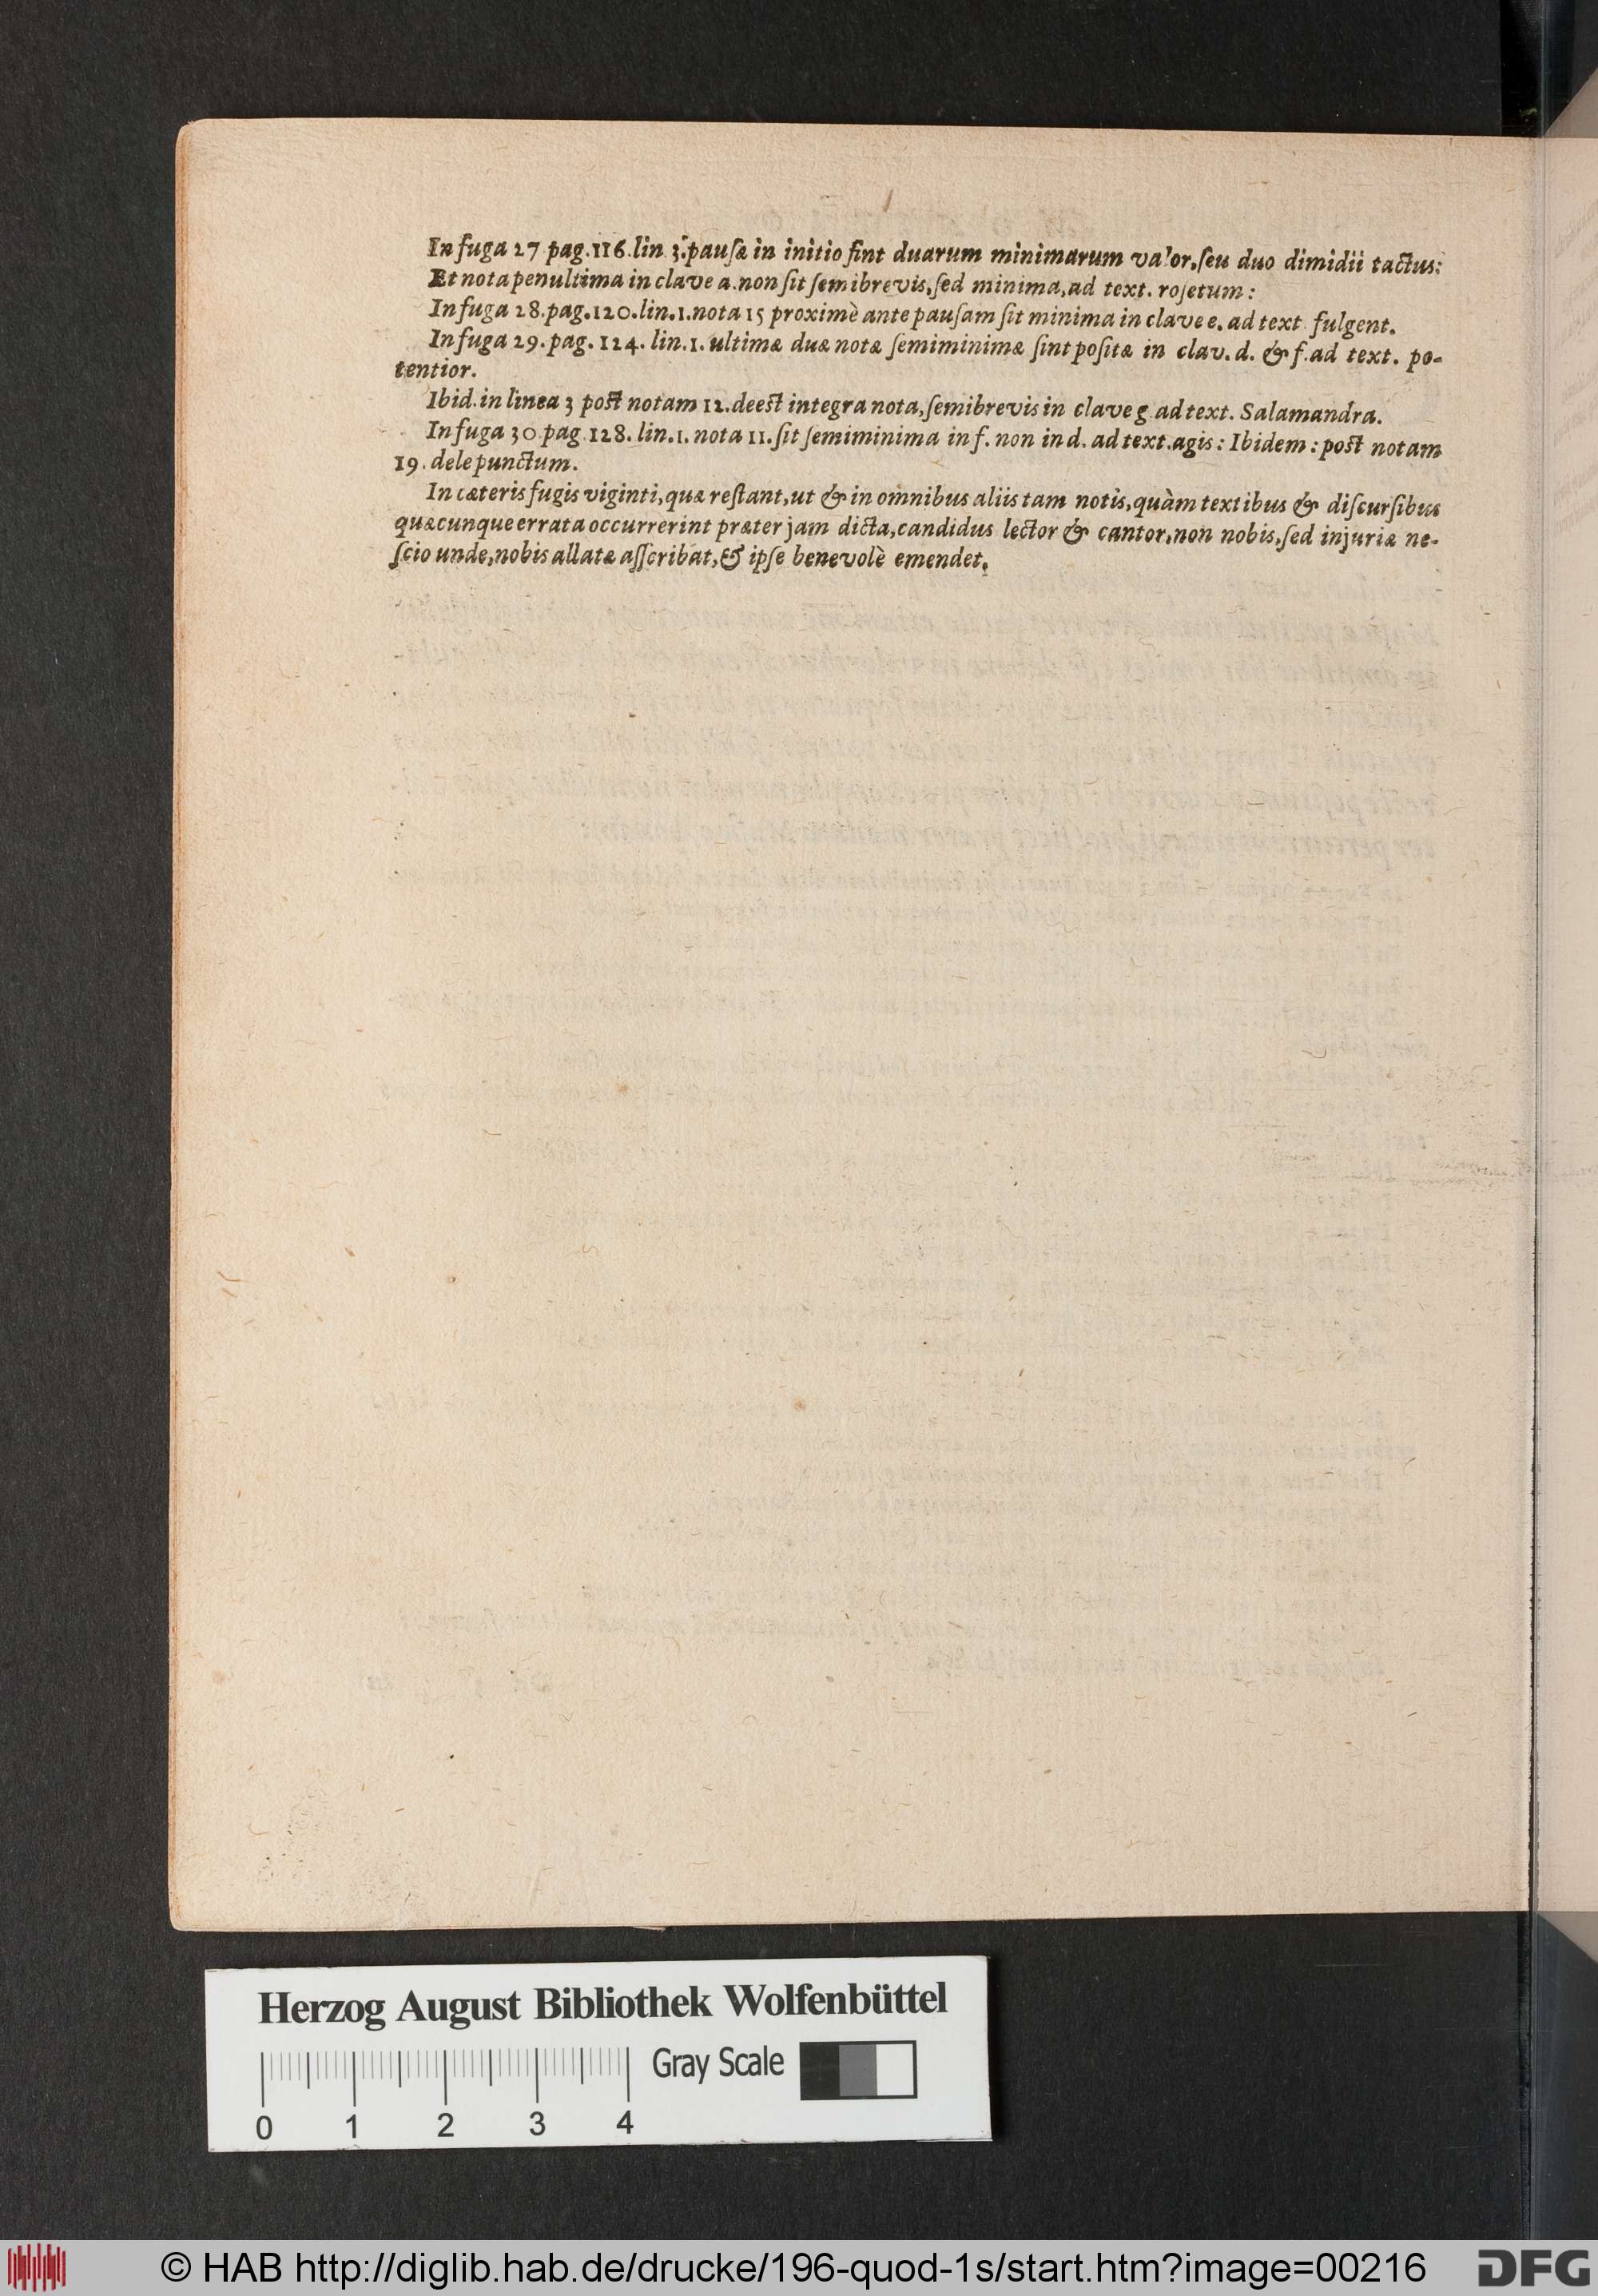 In fuga 27 pag.116.lin 3.pauſæ in initio ſint duarum minimarum valor,ſeu duo dimidii tactus:
Et nota penultima in clave a.non ſit ſemibrevis,ſed minima,ad text. roſetum:
In fuga 28.pag.120.lin.1.nota 15 proximè ante pauſam ſit minima in clave e. ad text fulgent.
In fuga 29. pag. 124. lin.1. ultimæ duæ notæ ſemiminimæ ſint poſitæ in clav. d. & f.ad text. po-
tentior.
Ibid.in linea 3 poſt notam 12.deeſt integra nota,ſemibrevis in clave g ad text. Salamandra.
In fuga 30 pag 128. lin.1. nota 11.ſit ſemiminima in f. non in d. ad text.agis: Ibidem: poſt notam
19. dele punctum.
In cæteris fugis viginti,quæ reſtant,ut & in omnibus aliis tam notis,quàm textibus & diſcurſibus
quæcunque errata occurrerint præter jam dicta,candidus lector & cantor,non nobis,ſed injuriæ ne-
ſcio unde,nobis allatæ aſſcribat,& ipſe benevolè emendet.
Herzog August Bibliothek Wolfenbüttel
Gray Scale
0 1 2 3 4
© HAB http://diglib.hab.de/drucke/196-quod-1s/start.htm?image=00216
DFG